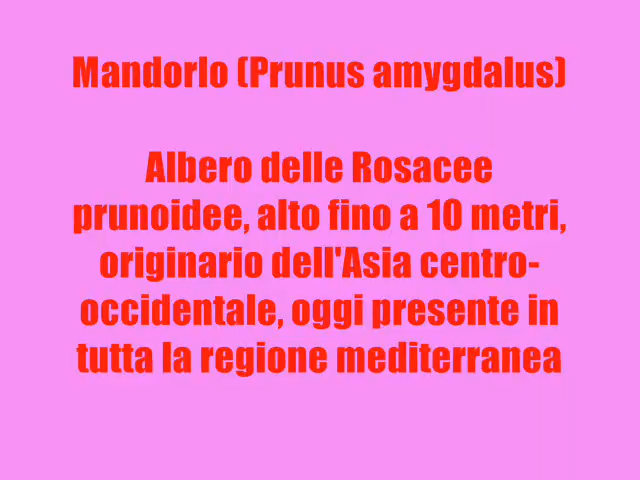 Mandorlo (Prunus amygdalus)
Albero delle Rosacee
prunoidee, alto fino a 10 metri,
originario dell'Asia centro-
occidentale, oggi presente in
tutta la regione mediterranea